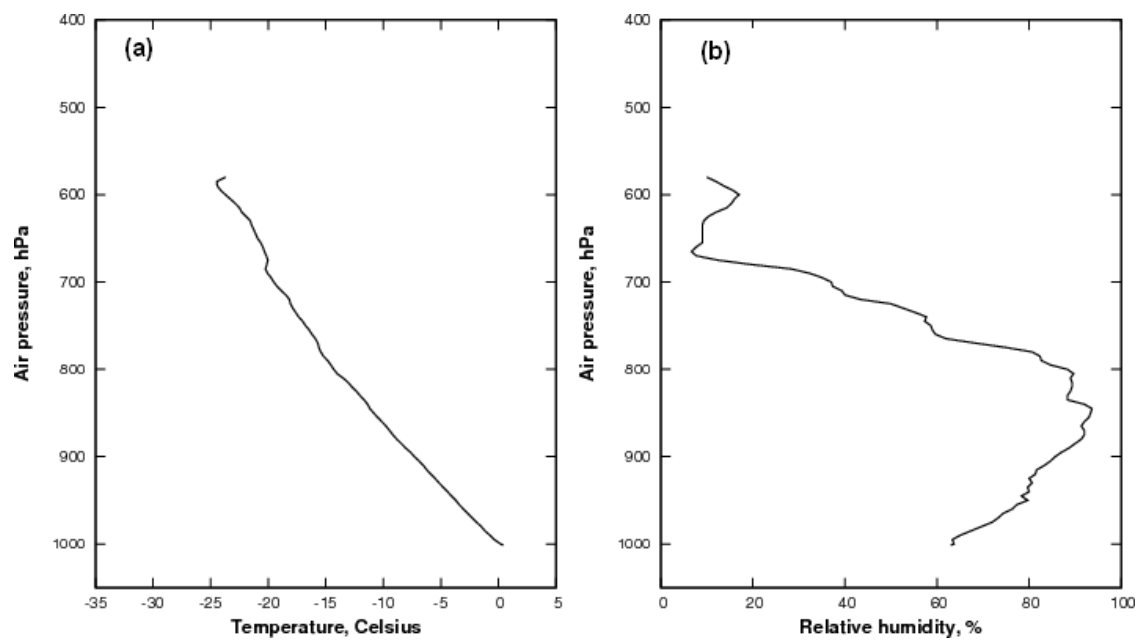 (a)
400
500
600
700
800
900
1000
Air pressure, hPa
-35 -30 -25 -20 -15 -10 -5 0 5
Temperature, Celsius
(b)
400
500
600
700
800
900
1000
Air pressure, hPa
0 20 40 60 80 100
Relative humidity, %